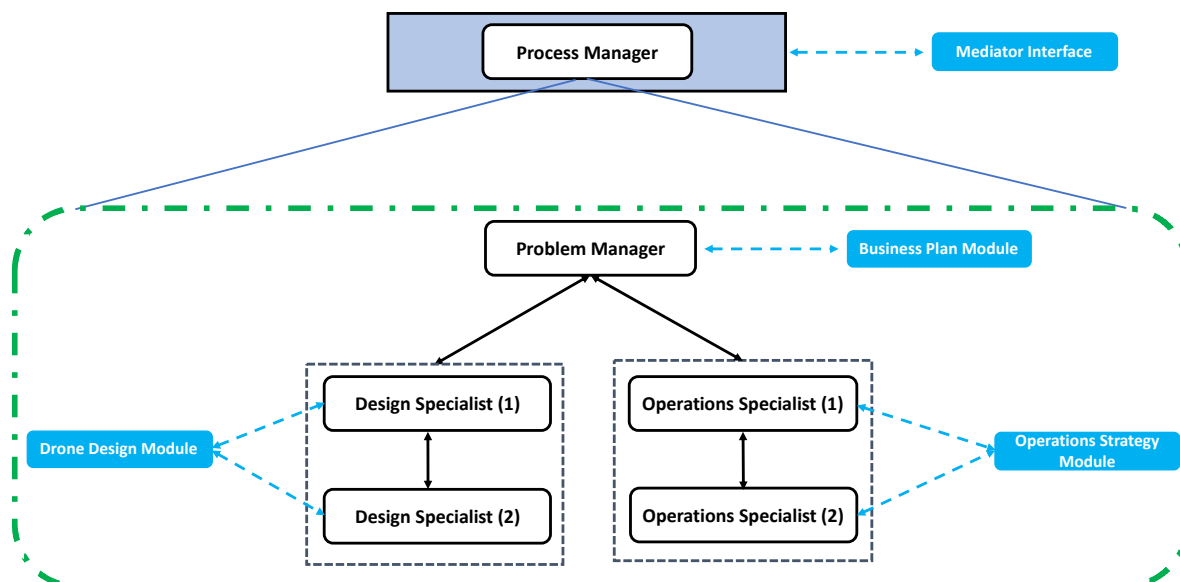 Process Manager
Mediator Interface
Problem Manager
Business Plan Module
Design Specialist (1)
Operations Specialist (1)
Drone Design Module
Operations Strategy
Module
Design Specialist (2)
Operations Specialist (2)